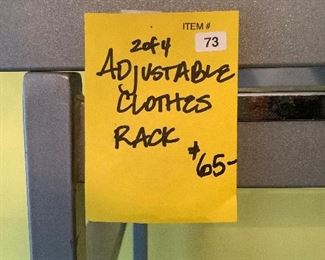 ITEM #
73
2 of 4
ADJUSTABLE
CLOTHES
RACK
$65-